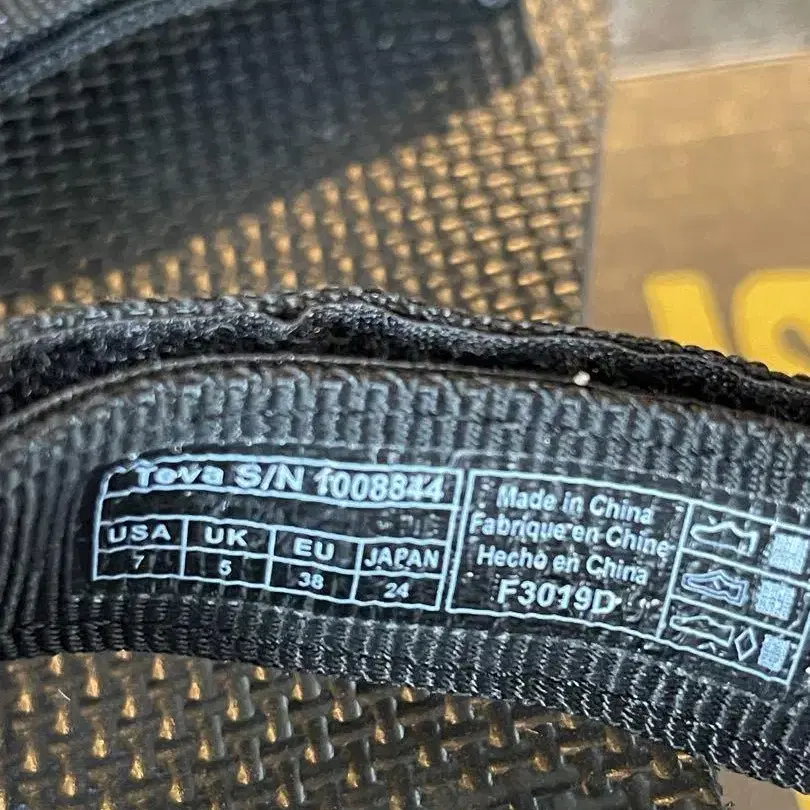 Teva S/N 1008844
USA UK EU JAPAN
7 5 38 24
Made in China
Fabrique en Chine
Hecho en China
F3019D